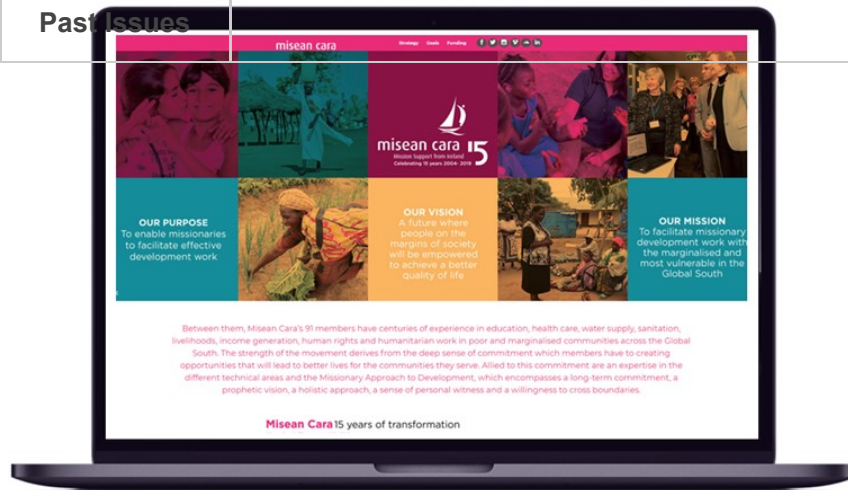 Past Issues
misean cara
Strategy Goals Funding
misean cara 15
Mission Support from Ireland
Celebrating 15 years 2004- 2019
OUR PURPOSE
To enable missionaries
to facilitate effective
development work
OUR VISION
A future where
people on the
margins of society
will be empowered
to achieve a better
quality of life
OUR MISSION
To facilitate missionary
development work with
the marginalised and
most vulnerable in the
Global South
Between them, Misean Cara's 91 members have centuries of experience in education, health care, water supply, sanitation,
livelihoods, income generation, human rights and humanitarian work in poor and marginalised communities across the Global
South. The strength of the movement derives from the deep sense of commitment which members have to creating
opportunities that will lead to better lives for the communities they serve. Allied to this commitment are an expertise in the
different technical areas and the Missionary Approach to Development, which encompasses a long-term commitment, a
prophetic vision, a holistic approach, a sense of personal witness and a willingness to cross boundaries.
Misean Cara 15 years of transformation